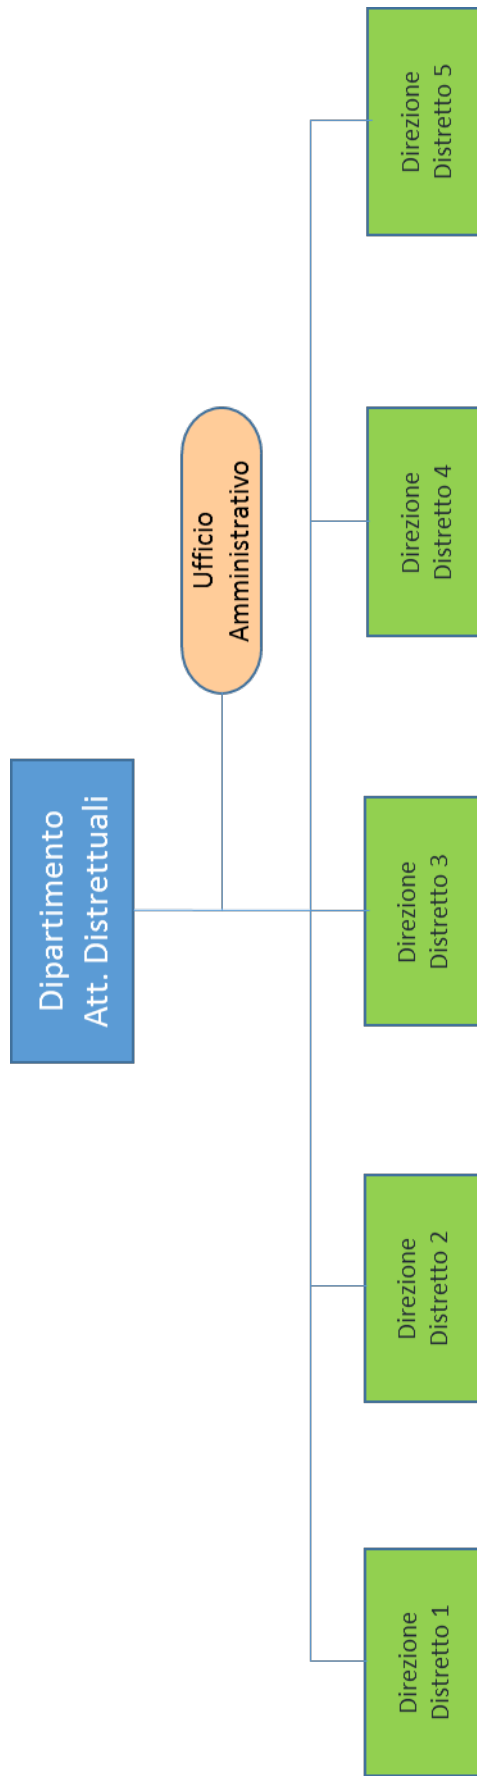 Dipartimento
Att. Distrettuali
Ufficio
Amministrativo
Direzione
Distretto 1
Direzione
Distretto 2
Direzione
Distretto 3
Direzione
Distretto 4
Direzione
Distretto 5